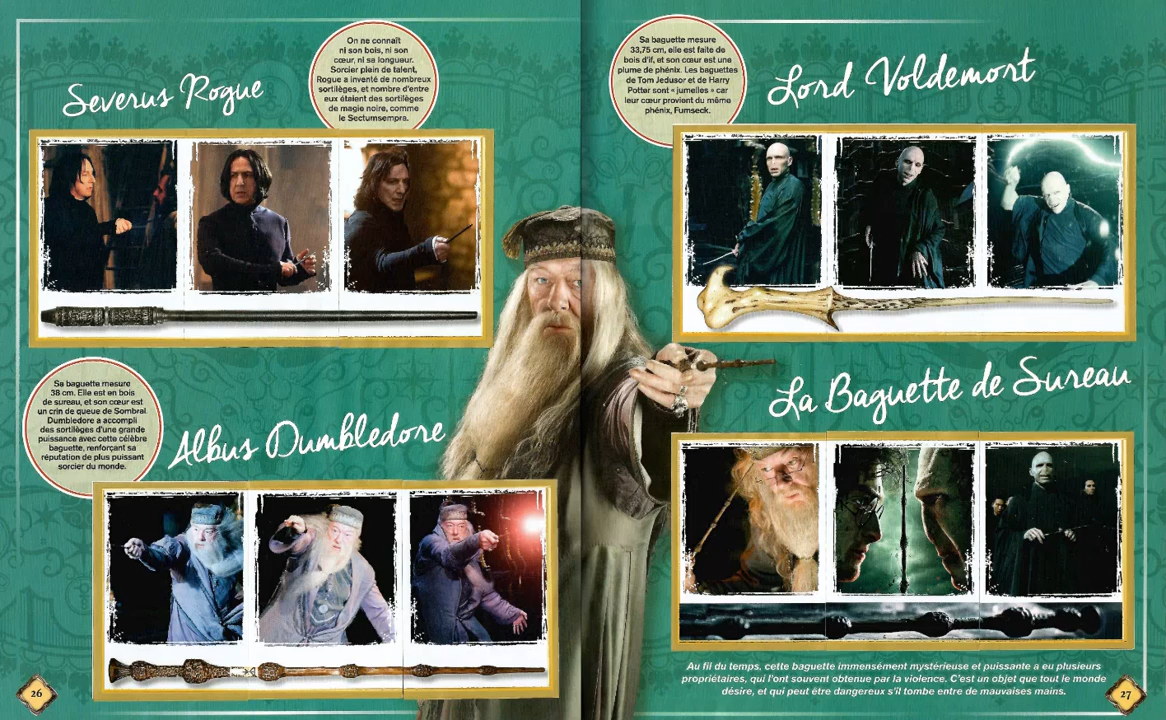 Severus Rogue
On ne connaît
ni son bois, ni son
cœur, ni sa longueur.
Sorcier plein de talent,
Rogue a inventé de nombreux
sortilèges, et nombre d'entre
eux étaient des sortilèges
de magie noire, comme
le Sectumsempra.
Sa baguette mesure
38 cm. Elle est en bois
de sureau, et son cœur est
un crin de queue de Sombral.
Dumbledore a accompli
des sortilèges d'une grande
puissance avec cette célèbre
baguette, renforçant sa
réputation de plus puissant
sorcier du monde.
Albus Dumbledore
26
Sa baguette mesure
33,75 cm, elle est faite de
bois d'if, et son cœur est une
plume de phénix. Les baguettes
de Tom Jedusor et de Harry
Potter sont « jumelles » car
leur cœur provient du même
phénix, Fumseck.
Lord Voldemort
La Baguette de Sureau
Au fil du temps, cette baguette immensément mystérieuse et puissante a eu plusieurs
propriétaires, qui l'ont souvent obtenue par la violence. C'est un objet que tout le monde
désire, et qui peut être dangereux s'il tombe entre de mauvaises mains.
27